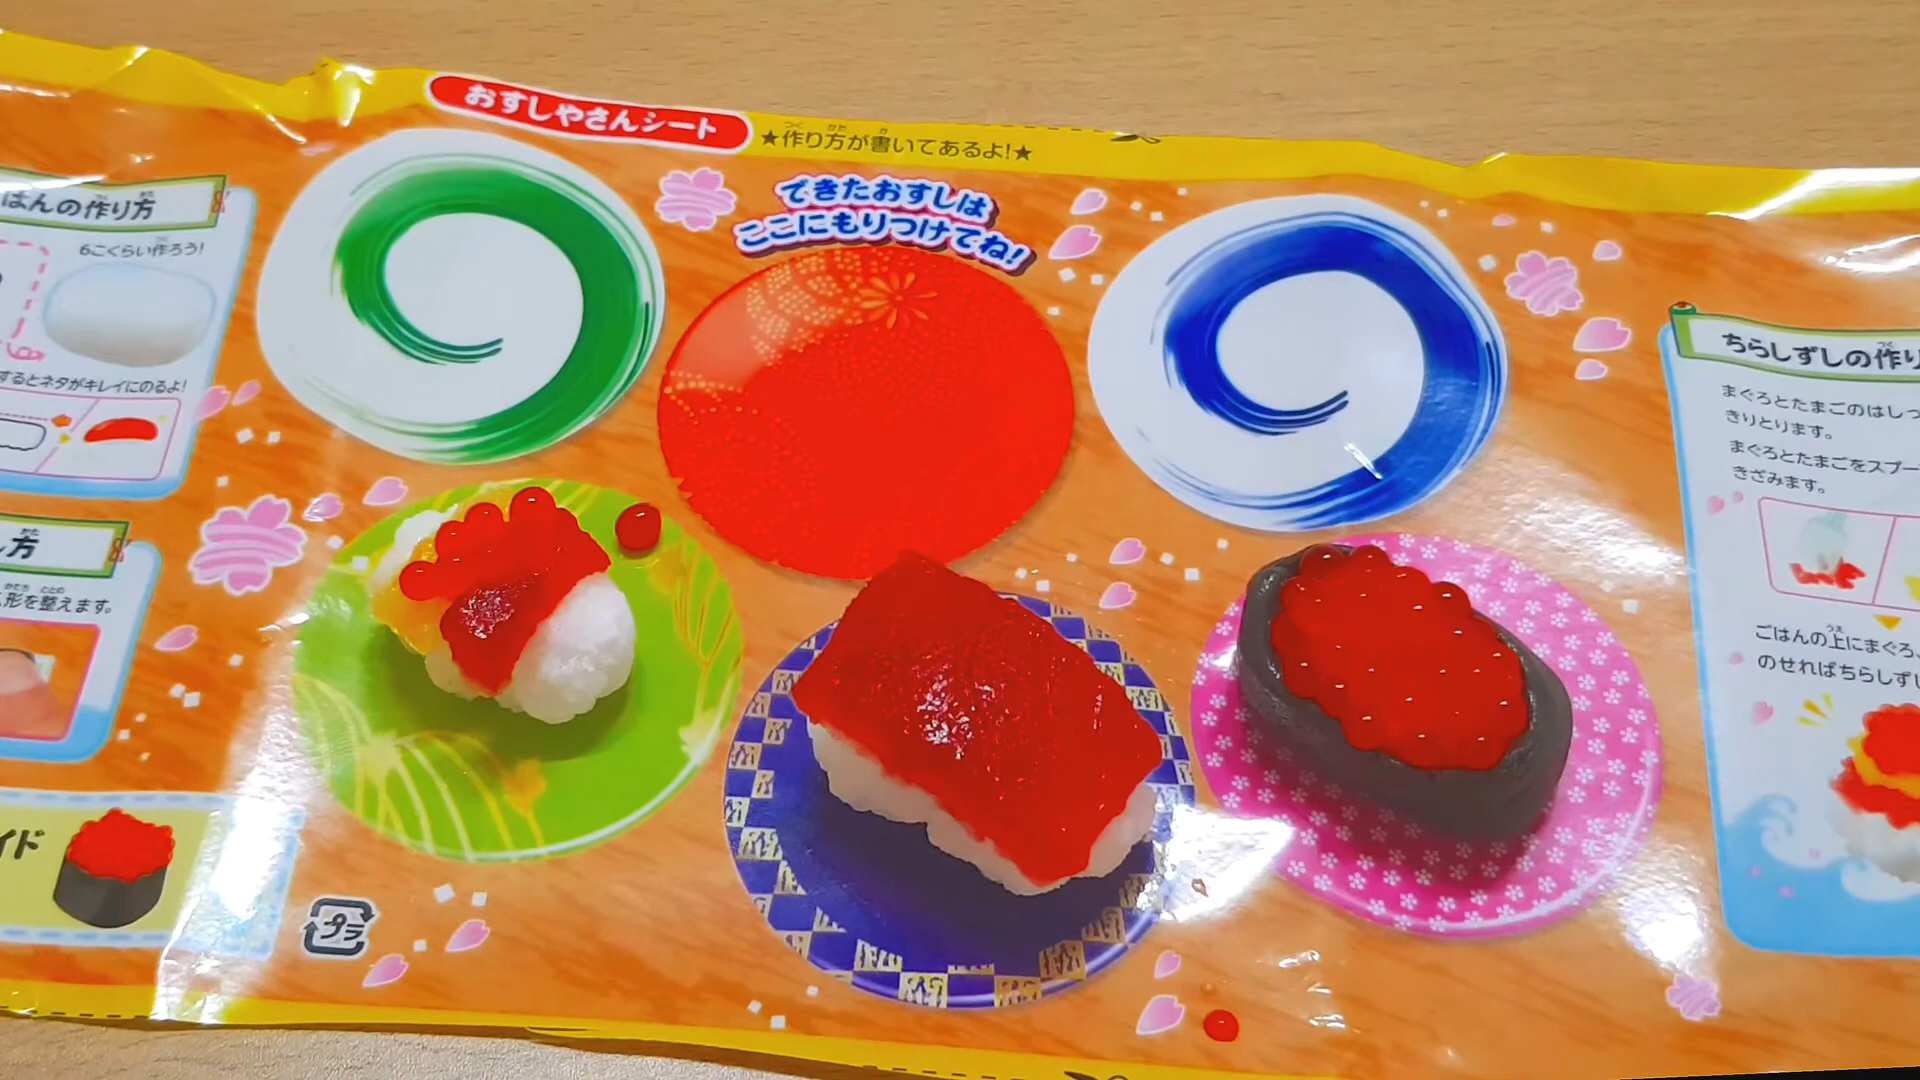 おすしやさんシート
★作り方が書いてあるよ!★
できたおすしは
ここにもりつけてね!
はんの作り方
6こくらい作ろう!
するとネタがキレイにのるよ!
方
形を整えます。
イド
プラ
ちらしずしの作り
まぐろとたまごのはしっ
きりとります。
まぐろとたまごをスプー
きざみます。
ごはんの上にまぐろ、
のせればちらしずし